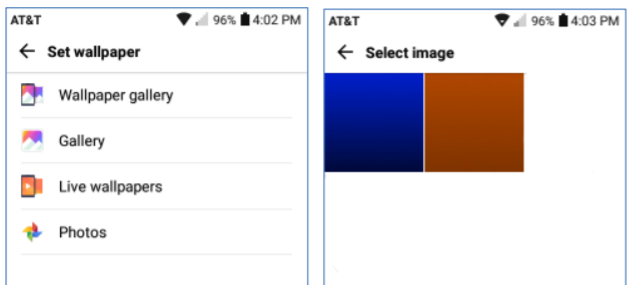 AT&T 96% 4:02 PM
Set wallpaper
Wallpaper gallery
Gallery
Live wallpapers
Photos
AT&T 96% 4:03 PM
Select image